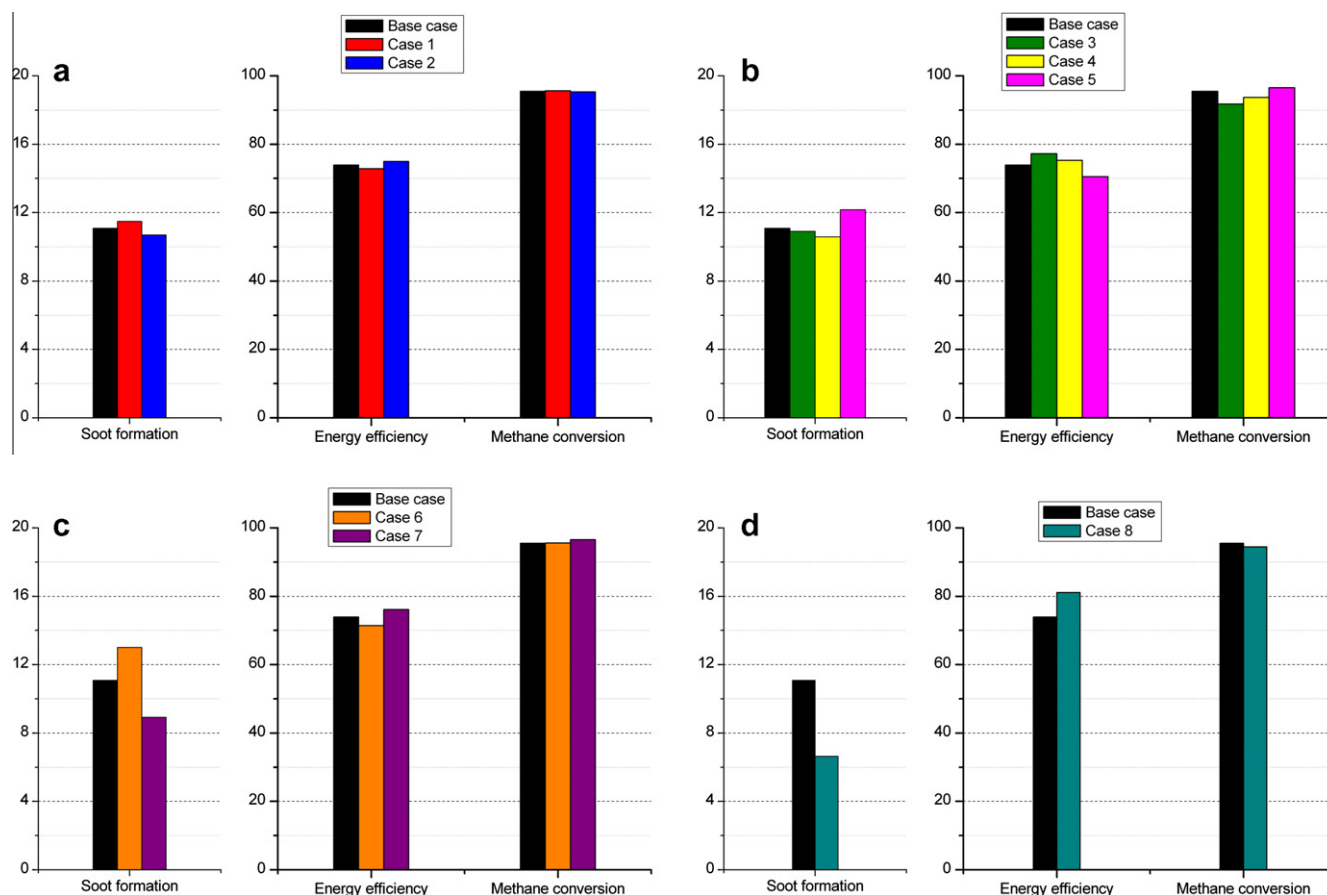 a
Base case
Case 1
Case 2
20
16
12
8
4
0
Soot formation
100
80
60
40
20
0
Energy efficiency
Methane conversion
b
Base case
Case 3
Case 4
Case 5
20
16
12
8
4
0
Soot formation
100
80
60
40
20
0
Energy efficiency
Methane conversion
c
Base case
Case 6
Case 7
20
16
12
8
4
0
Soot formation
100
80
60
40
20
0
Energy efficiency
Methane conversion
d
Base case
Case 8
20
16
12
8
4
0
Soot formation
100
80
60
40
20
0
Energy efficiency
Methane conversion